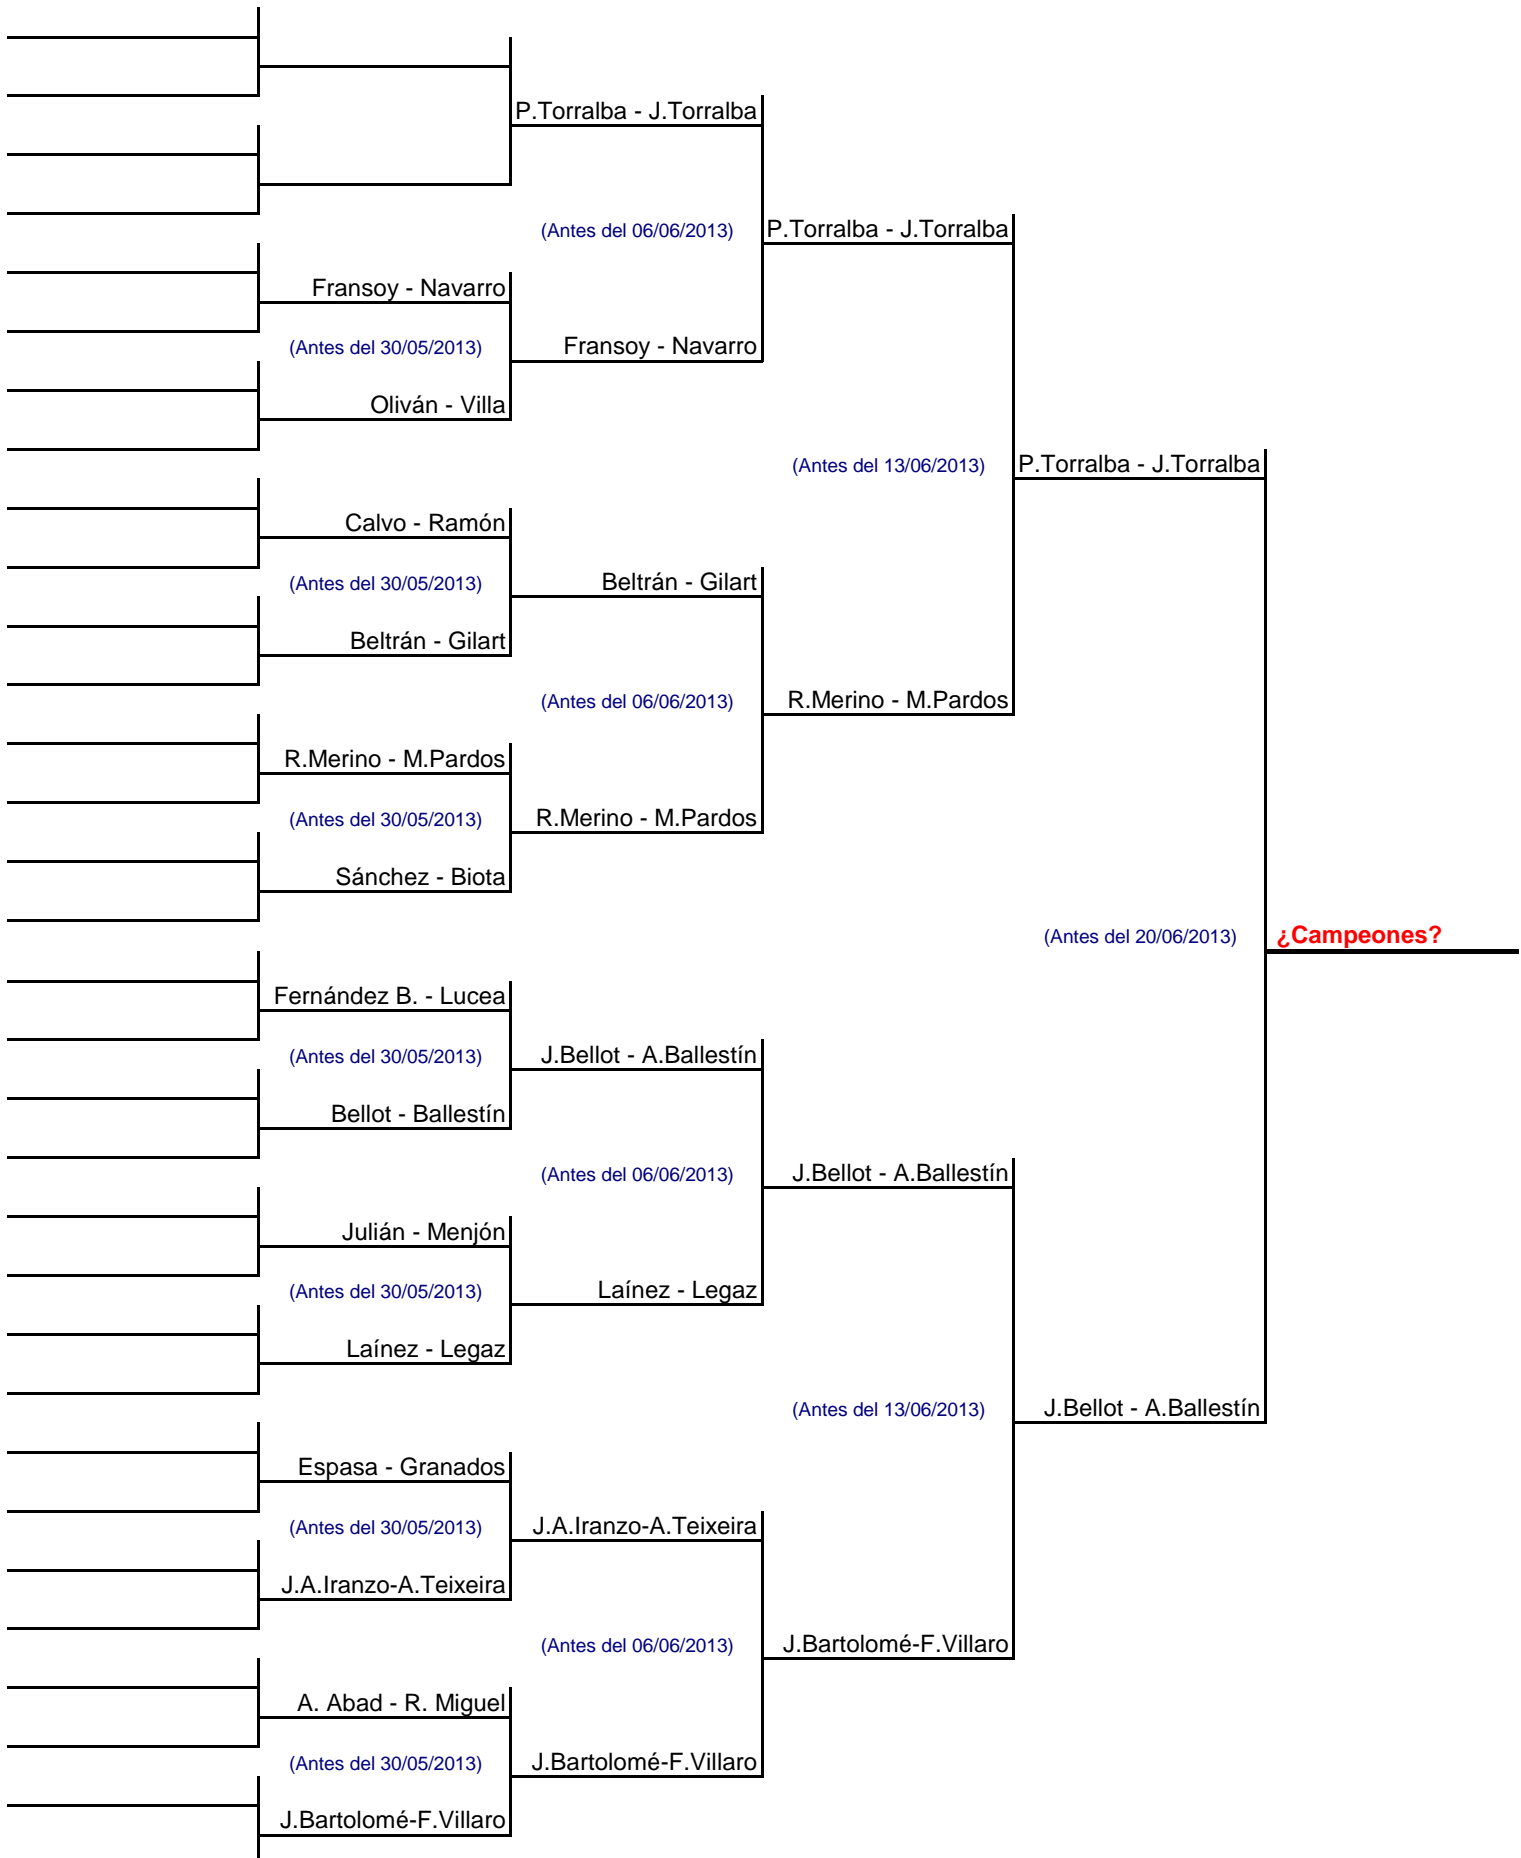 P.Torralba - J.Torralba
(Antes del 06/06/2013)
P.Torralba - J.Torralba
Fransoy - Navarro
(Antes del 30/05/2013)
Fransoy - Navarro
Oliván - Villa
(Antes del 13/06/2013)
P.Torralba - J.Torralba
Calvo - Ramón
(Antes del 30/05/2013)
Beltrán - Gilart
Beltrán - Gilart
(Antes del 06/06/2013)
R.Merino - M.Pardos
R.Merino - M.Pardos
(Antes del 30/05/2013)
R.Merino - M.Pardos
Sánchez - Biota
(Antes del 20/06/2013)
¿Campeones?
Fernández B. - Lucea
(Antes del 30/05/2013)
J.Bellot - A.Ballestín
Bellot - Ballestín
(Antes del 06/06/2013)
J.Bellot - A.Ballestín
Julián - Menjón
(Antes del 30/05/2013)
Laínez - Legaz
Laínez - Legaz
(Antes del 13/06/2013)
J.Bellot - A.Ballestín
Espasa - Granados
(Antes del 30/05/2013)
J.A.Iranzo-A.Teixeira
J.A.Iranzo-A.Teixeira
(Antes del 06/06/2013)
J.Bartolomé-F.Villaro
A. Abad - R. Miguel
(Antes del 30/05/2013)
J.Bartolomé-F.Villaro
J.Bartolomé-F.Villaro